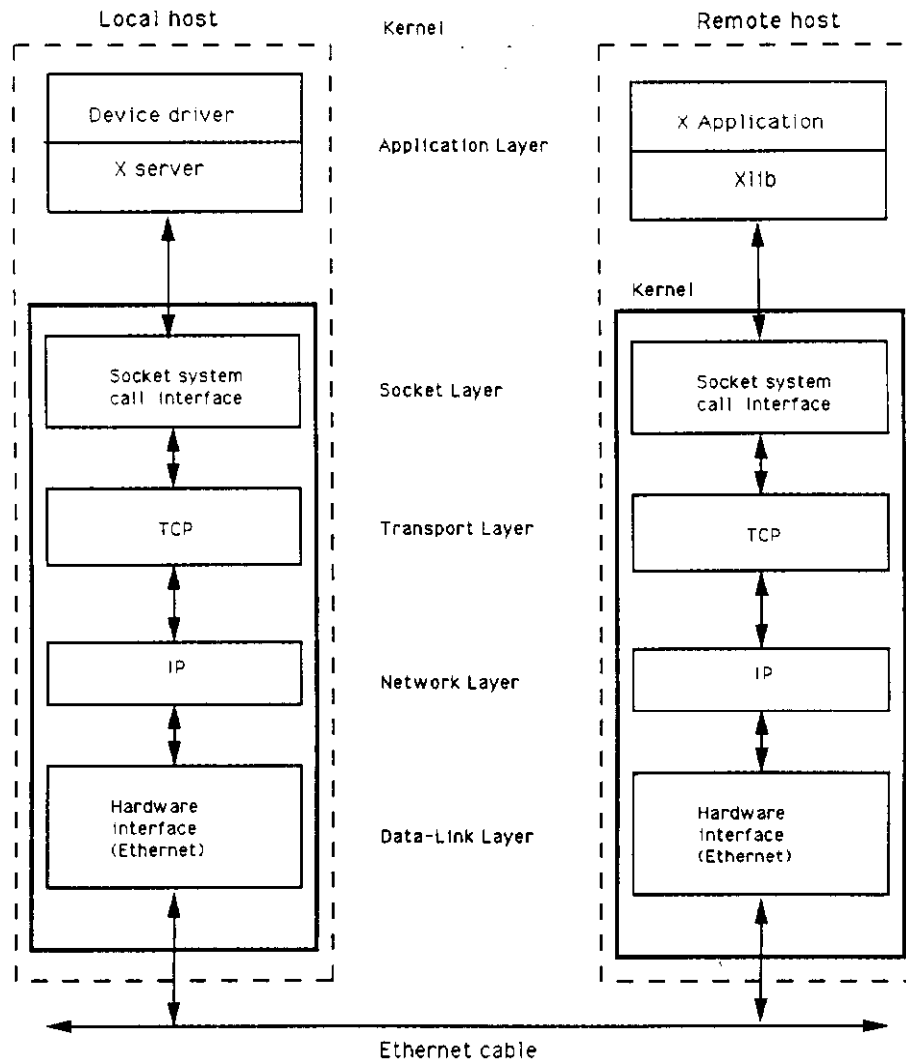 Local host
Kernel
Remote host
Device driver
X server
Application Layer
X Application
Xlib
Kernel
Socket system
call interface
Socket Layer
Socket system
call interface
TCP
Transport Layer
TCP
IP
Network Layer
IP
Hardware
interface
(Ethernet)
Data-Link Layer
Hardware
interface
(Ethernet)
Ethernet cable